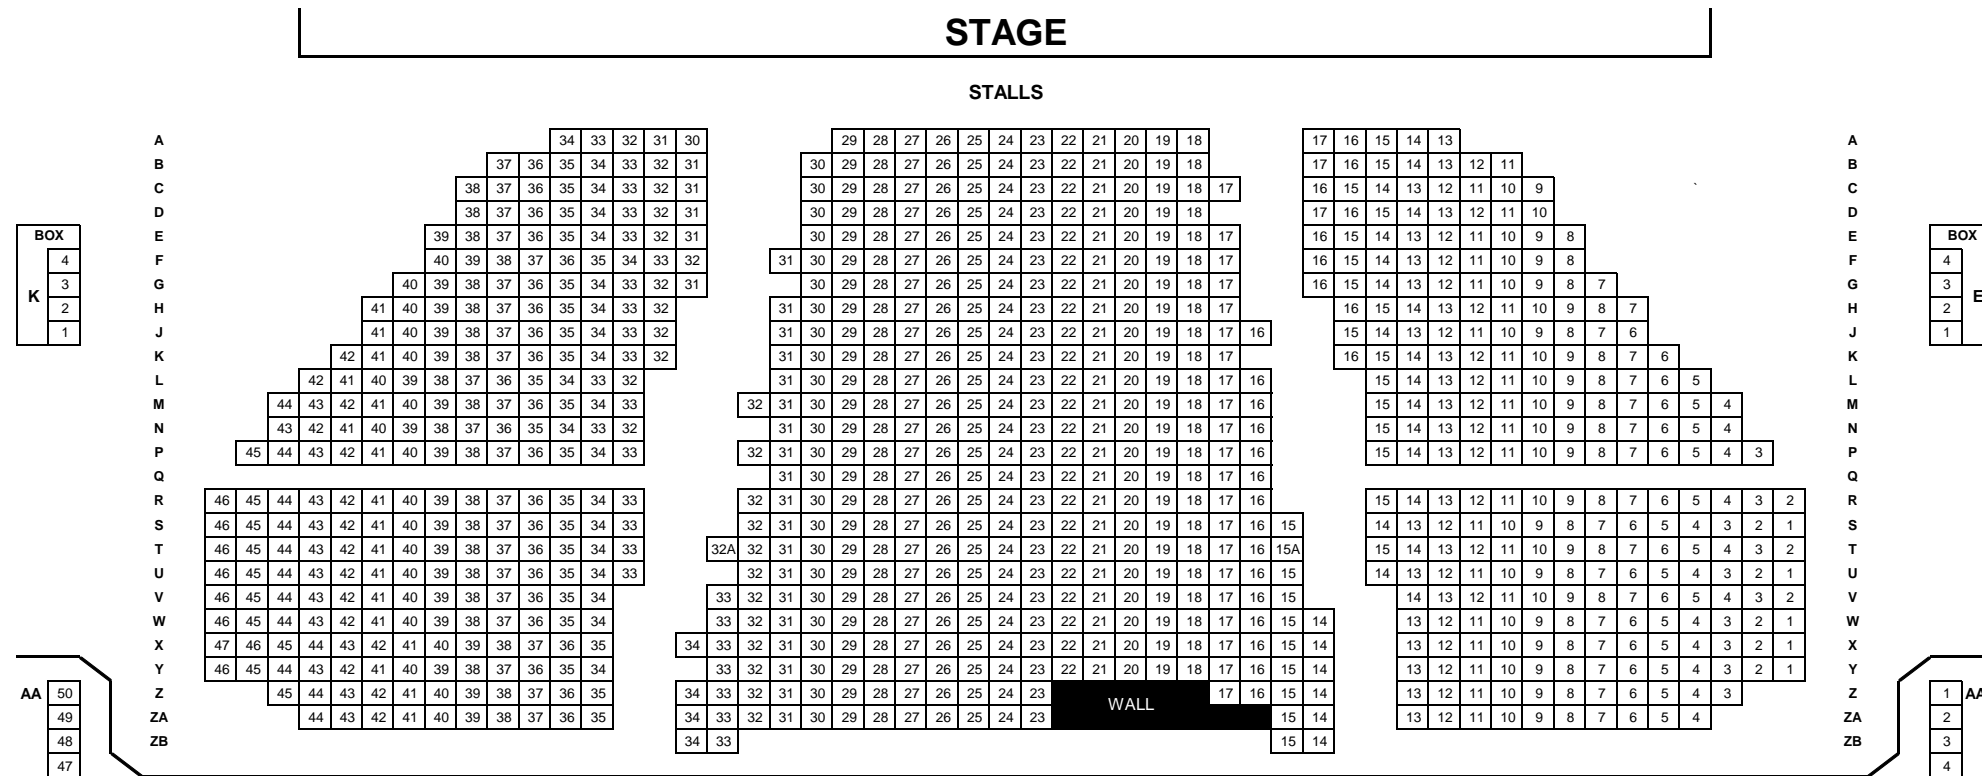 STAGE
STALLS
A 34 33 32 31 30 29 28 27 26 25 24 23 22 21 20 19 18 17 16 15 14 13 A
B 37 36 35 34 33 32 31 30 29 28 27 26 25 24 23 22 21 20 19 18 17 16 15 14 13 12 11 B
C 38 37 36 35 34 33 32 31 30 29 28 27 26 25 24 23 22 21 20 19 18 17 16 15 14 13 12 11 10 9 ` C
D 38 37 36 35 34 33 32 31 30 29 28 27 26 25 24 23 22 21 20 19 18 17 16 15 14 13 12 11 10 D
BOX E 39 38 37 36 35 34 33 32 31 30 29 28 27 26 25 24 23 22 21 20 19 18 17 16 15 14 13 12 11 10 9 8 E BOX
4 F 40 39 38 37 36 35 34 33 32 31 30 29 28 27 26 25 24 23 22 21 20 19 18 17 16 15 14 13 12 11 10 9 8 F 4
3 G 40 39 38 37 36 35 34 33 32 31 30 29 28 27 26 25 24 23 22 21 20 19 18 17 16 15 14 13 12 11 10 9 8 7 G 3
K E
2 H 41 40 39 38 37 36 35 34 33 32 31 30 29 28 27 26 25 24 23 22 21 20 19 18 17 16 15 14 13 12 11 10 9 8 7 H 2
1 J 41 40 39 38 37 36 35 34 33 32 31 30 29 28 27 26 25 24 23 22 21 20 19 18 17 16 15 14 13 12 11 10 9 8 7 6 J 1
K 42 41 40 39 38 37 36 35 34 33 32 31 30 29 28 27 26 25 24 23 22 21 20 19 18 17 16 15 14 13 12 11 10 9 8 7 6 K
L 42 41 40 39 38 37 36 35 34 33 32 31 30 29 28 27 26 25 24 23 22 21 20 19 18 17 16 15 14 13 12 11 10 9 8 7 6 5 L
M 44 43 42 41 40 39 38 37 36 35 34 33 32 31 30 29 28 27 26 25 24 23 22 21 20 19 18 17 16 15 14 13 12 11 10 9 8 7 6 5 4 M
N 43 42 41 40 39 38 37 36 35 34 33 32 31 30 29 28 27 26 25 24 23 22 21 20 19 18 17 16 15 14 13 12 11 10 9 8 7 6 5 4 N
P 45 44 43 42 41 40 39 38 37 36 35 34 33 32 31 30 29 28 27 26 25 24 23 22 21 20 19 18 17 16 15 14 13 12 11 10 9 8 7 6 5 4 3 P
Q 31 30 29 28 27 26 25 24 23 22 21 20 19 18 17 16 Q
R 46 45 44 43 42 41 40 39 38 37 36 35 34 33 32 31 30 29 28 27 26 25 24 23 22 21 20 19 18 17 16 15 14 13 12 11 10 9 8 7 6 5 4 3 2 R
S 46 45 44 43 42 41 40 39 38 37 36 35 34 33 32 31 30 29 28 27 26 25 24 23 22 21 20 19 18 17 16 15 14 13 12 11 10 9 8 7 6 5 4 3 2 1 S
T 46 45 44 43 42 41 40 39 38 37 36 35 34 33 32A 32 31 30 29 28 27 26 25 24 23 22 21 20 19 18 17 16 15A 15 14 13 12 11 10 9 8 7 6 5 4 3 2 T
U 46 45 44 43 42 41 40 39 38 37 36 35 34 33 32 31 30 29 28 27 26 25 24 23 22 21 20 19 18 17 16 15 14 13 12 11 10 9 8 7 6 5 4 3 2 1 U
V 46 45 44 43 42 41 40 39 38 37 36 35 34 33 32 31 30 29 28 27 26 25 24 23 22 21 20 19 18 17 16 15 14 13 12 11 10 9 8 7 6 5 4 3 2 V
W 46 45 44 43 42 41 40 39 38 37 36 35 34 33 32 31 30 29 28 27 26 25 24 23 22 21 20 19 18 17 16 15 14 13 12 11 10 9 8 7 6 5 4 3 2 1 W
X 47 46 45 44 43 42 41 40 39 38 37 36 35 34 33 32 31 30 29 28 27 26 25 24 23 22 21 20 19 18 17 16 15 14 13 12 11 10 9 8 7 6 5 4 3 2 1 X
Y 46 45 44 43 42 41 40 39 38 37 36 35 34 33 32 31 30 29 28 27 26 25 24 23 22 21 20 19 18 17 16 15 14 13 12 11 10 9 8 7 6 5 4 3 2 1 Y
AA 50 Z 45 44 43 42 41 40 39 38 37 36 35 34 33 32 31 30 29 28 27 26 25 24 23 17 16 15 14 13 12 11 10 9 8 7 6 5 4 3 Z 1 AA
WALL
49 ZA 44 43 42 41 40 39 38 37 36 35 34 33 32 31 30 29 28 27 26 25 24 23 15 14 13 12 11 10 9 8 7 6 5 4 ZA 2
48 ZB 34 33 15 14 ZB 3
47 4